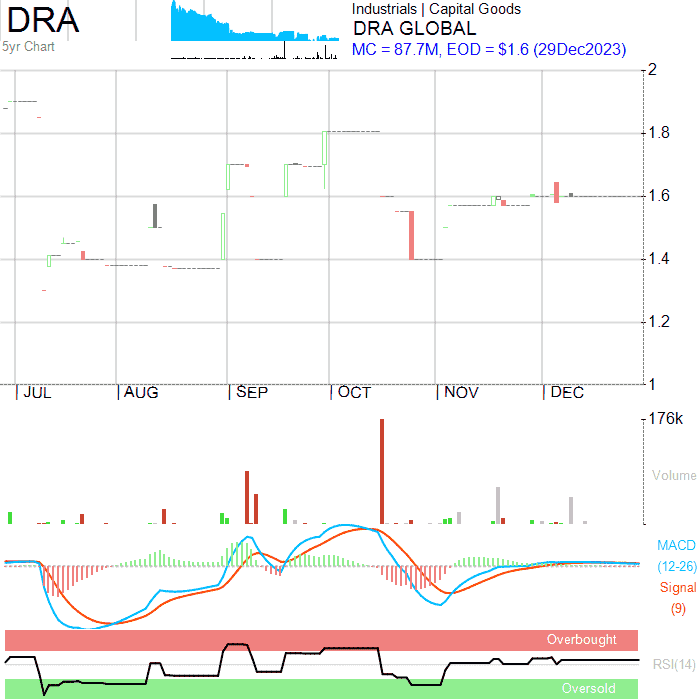 DRA
5yr Chart
Industrials | Capital Goods
DRA GLOBAL
MC = 87.7M, EOD = $1.6 (29Dec2023)
2
1.8
1.6
1.4
1.2
1
JUL AUG SEP OCT NOV DEC
176k
Volume
MACD
(12-26)
Signal
(9)
Overbought
RSI(14)
Oversold